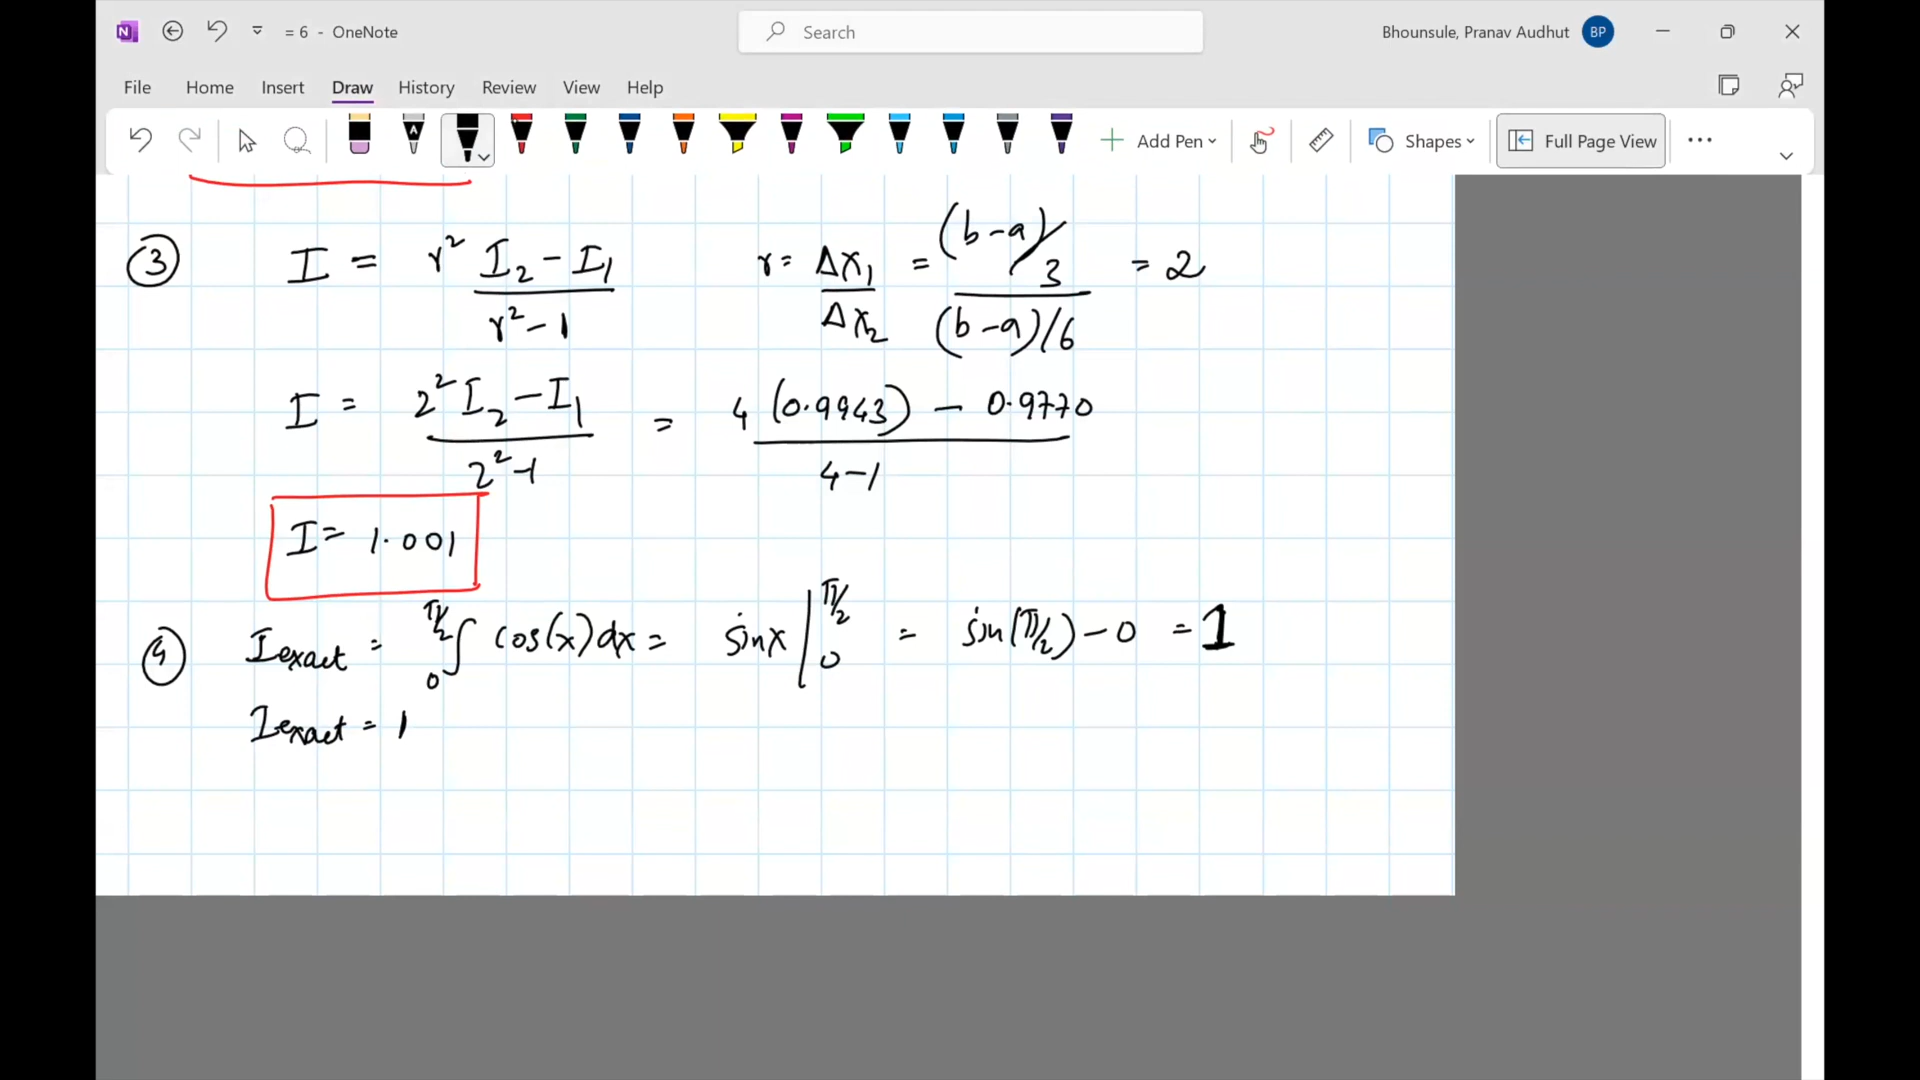 = 6 - OneNote
Search
Bhounsule, Pranav Audhut BP
File Home Insert Draw History Review View Help
A
Add Pen Shapes Full Page View
③ I = r² I₂ - I₁ / r² - 1 r = Δx₁ / Δx₂ = (b-a)/3 / (b-a)/6 = 2
I = 2² I₂ - I₁ / 2² - 1 = 4 (0.9943) - 0.9770 / 4-1
I = 1.001
④ Iexact = ∫₀^π/2 cos(x) dx = sinx |₀^π/2 = sin(π/2) - 0 = 1
Iexact = 1